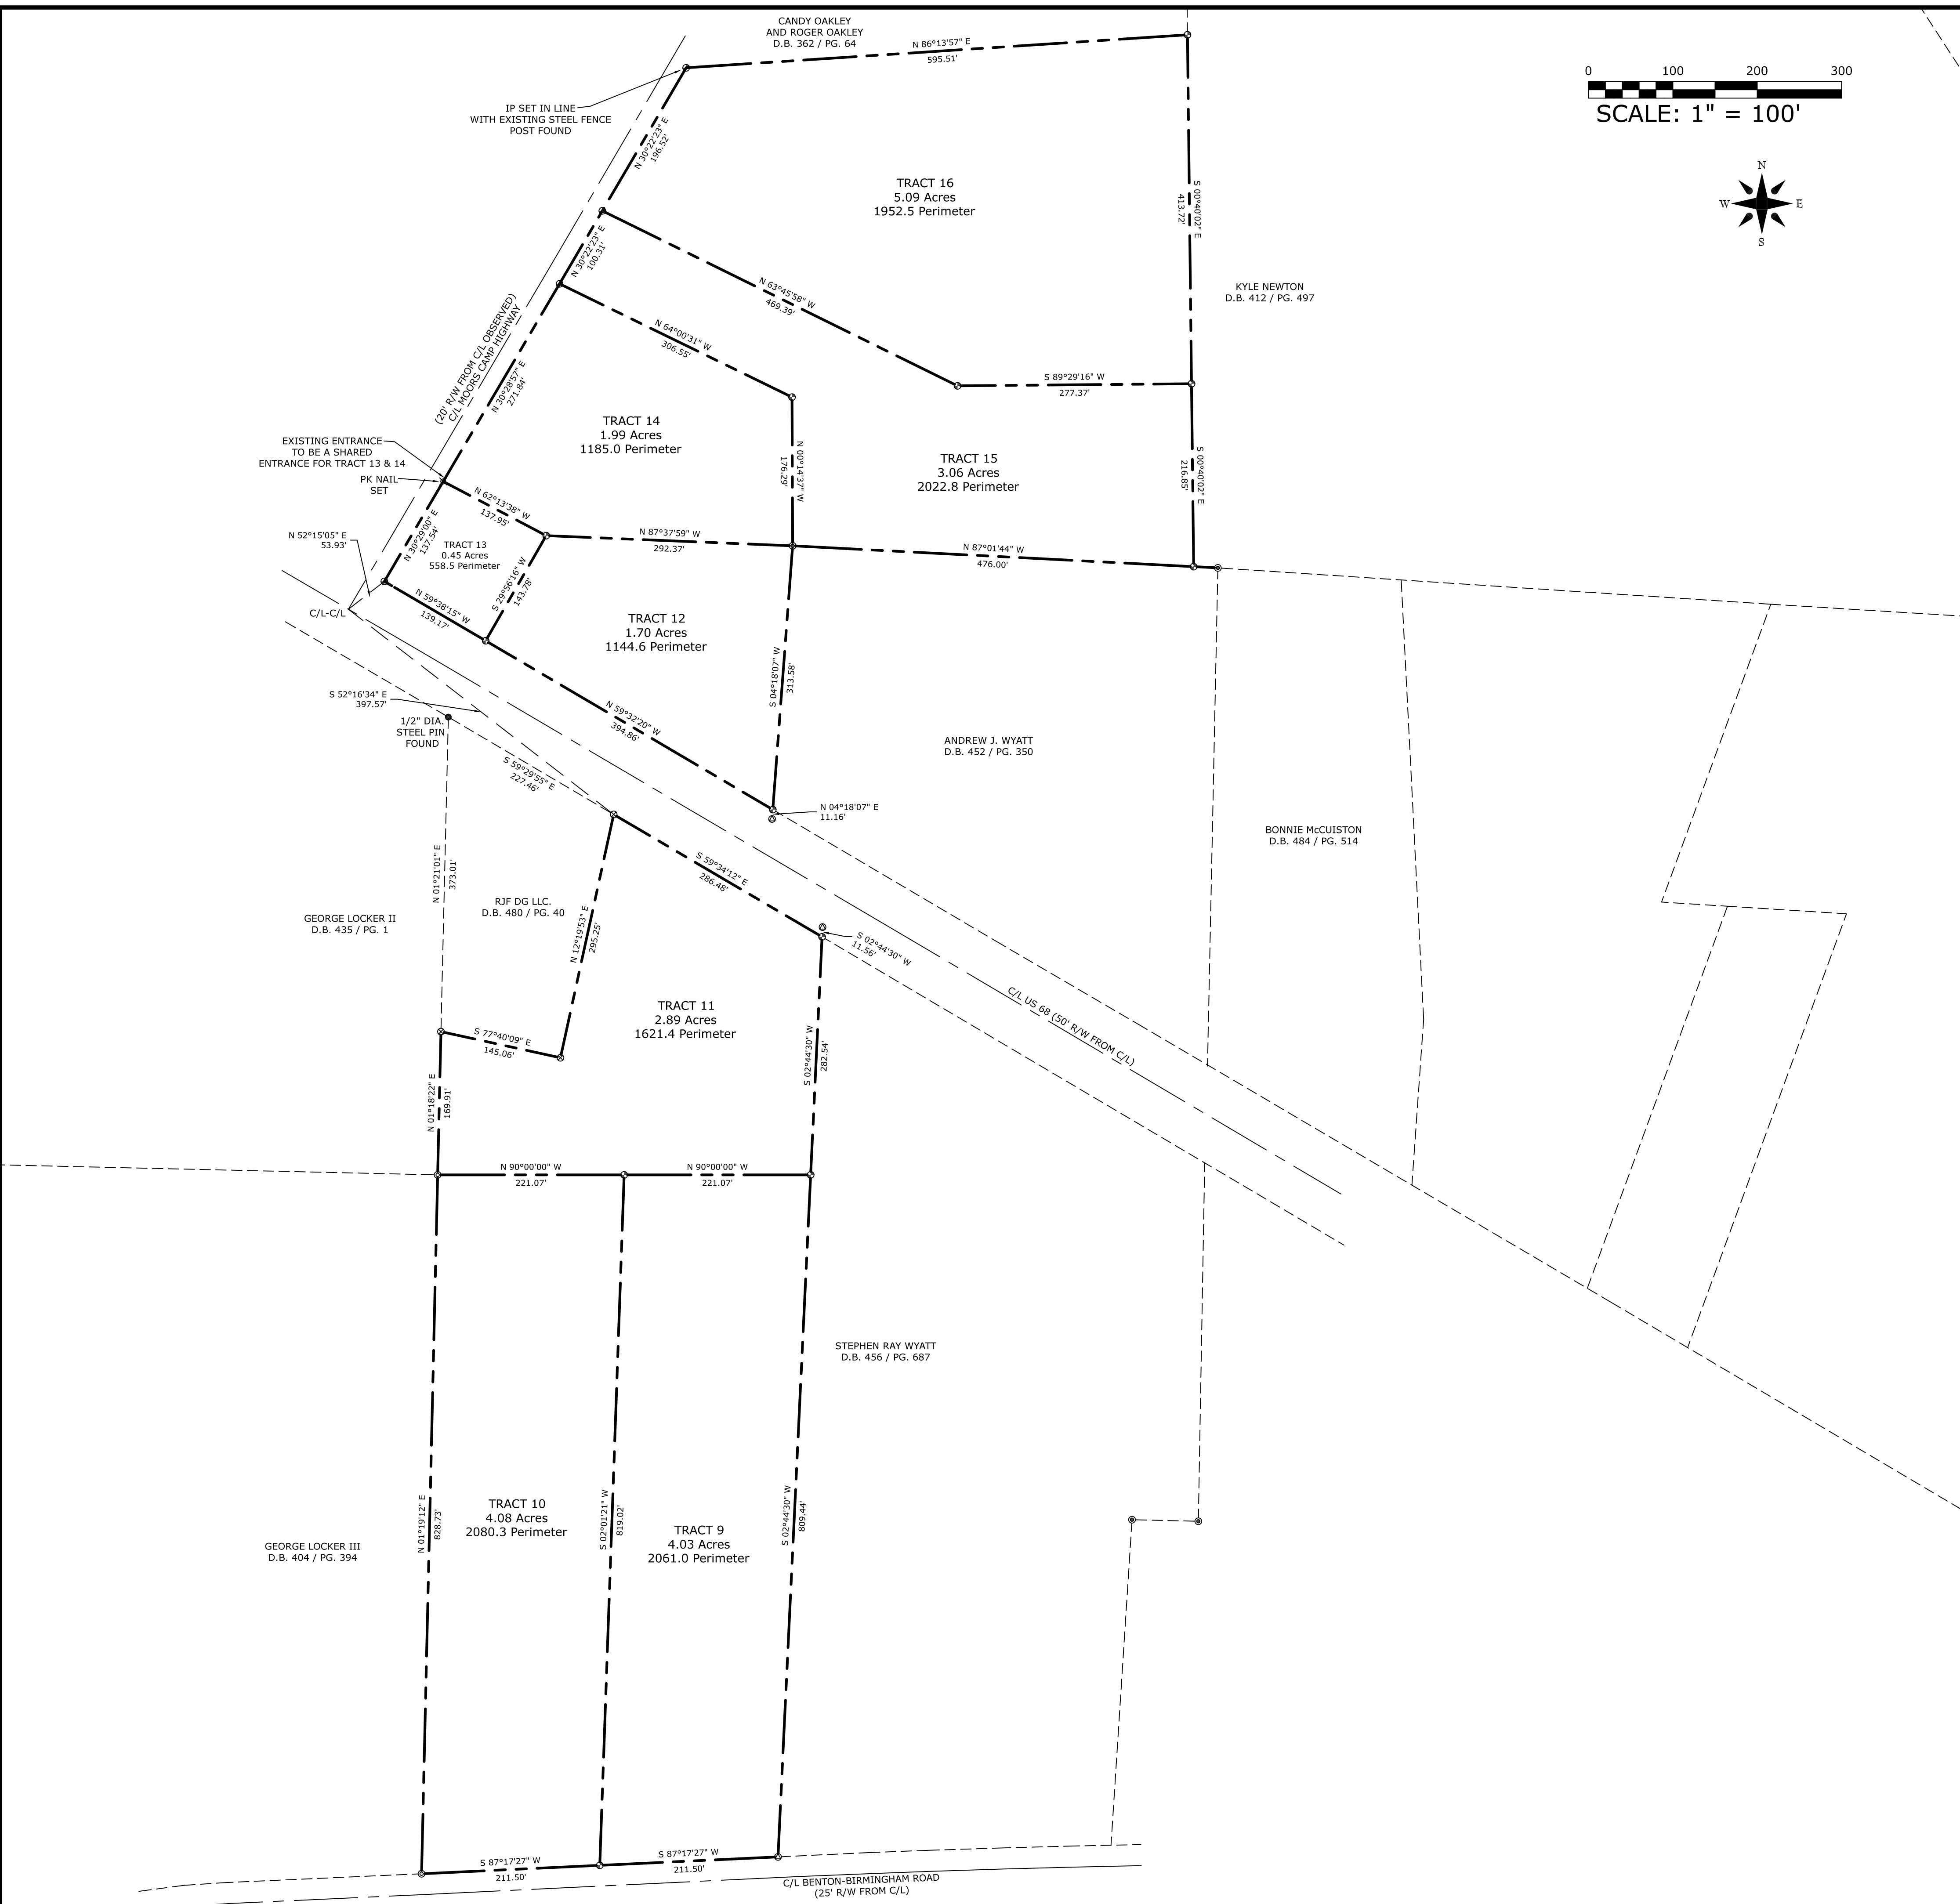 CANDY OAKLEY
AND ROGER OAKLEY
D.B. 362 / PG. 64
N 86°13'57" E
595.51'
0 100 200 300
SCALE: 1" = 100'
N
W E
S
IP SET IN LINE
WITH EXISTING STEEL FENCE
POST FOUND
N 30°22'23" E
196.52'
TRACT 16
5.09 Acres
1952.5 Perimeter
S 00°40'02" E
413.72'
N 30°22'23" E
100.31'
N 63°45'58" W
469.39'
KYLE NEWTON
D.B. 412 / PG. 497
(20' R/W FROM C/L OBSERVED)
C/L MOORS CAMP HIGHWAY
N 64°00'31" W
306.55'
N 30°28'57" E
271.84'
S 89°29'16" W
277.37'
TRACT 14
1.99 Acres
1185.0 Perimeter
EXISTING ENTRANCE
TO BE A SHARED
ENTRANCE FOR TRACT 13 & 14
PK NAIL
SET
N 00°14'37" W
176.29'
TRACT 15
3.06 Acres
2022.8 Perimeter
S 00°40'02" E
216.85'
N 62°13'38" W
137.95'
N 52°15'05" E
53.93'
N 30°29'00" E
137.54'
TRACT 13
0.45 Acres
558.5 Perimeter
N 87°37'59" W
292.37'
N 87°01'44" W
476.00'
S 29°56'16" W
143.78'
C/L-C/L
N 59°38'15" W
139.17'
TRACT 12
1.70 Acres
1144.6 Perimeter
S 04°18'07" W
313.58'
S 52°16'34" E
397.57'
1/2" DIA.
STEEL PIN
FOUND
N 59°32'20" W
394.86'
ANDREW J. WYATT
D.B. 452 / PG. 350
S 59°29'55" E
227.46'
N 04°18'07" E
11.16'
BONNIE McCUISTON
D.B. 484 / PG. 514
N 01°21'01" E
373.01'
S 59°34'12" E
286.48'
RJF DG LLC.
D.B. 480 / PG. 40
GEORGE LOCKER II
D.B. 435 / PG. 1
N 12°19'53" E
295.25'
S 02°44'30" W
11.56'
TRACT 11
2.89 Acres
1621.4 Perimeter
C/L US 68 (50' R/W FROM C/L)
S 77°40'09" E
145.06'
S 02°44'30" W
282.54'
N 01°18'22" E
169.91'
N 90°00'00" W
221.07'
N 90°00'00" W
221.07'
STEPHEN RAY WYATT
D.B. 456 / PG. 687
TRACT 10
4.08 Acres
2080.3 Perimeter
N 01°19'12" E
828.73'
S 02°01'21" W
819.02'
TRACT 9
4.03 Acres
2061.0 Perimeter
S 02°44'30" W
809.44'
GEORGE LOCKER III
D.B. 404 / PG. 394
S 87°17'27" W
211.50'
S 87°17'27" W
211.50'
C/L BENTON-BIRMINGHAM ROAD
(25' R/W FROM C/L)